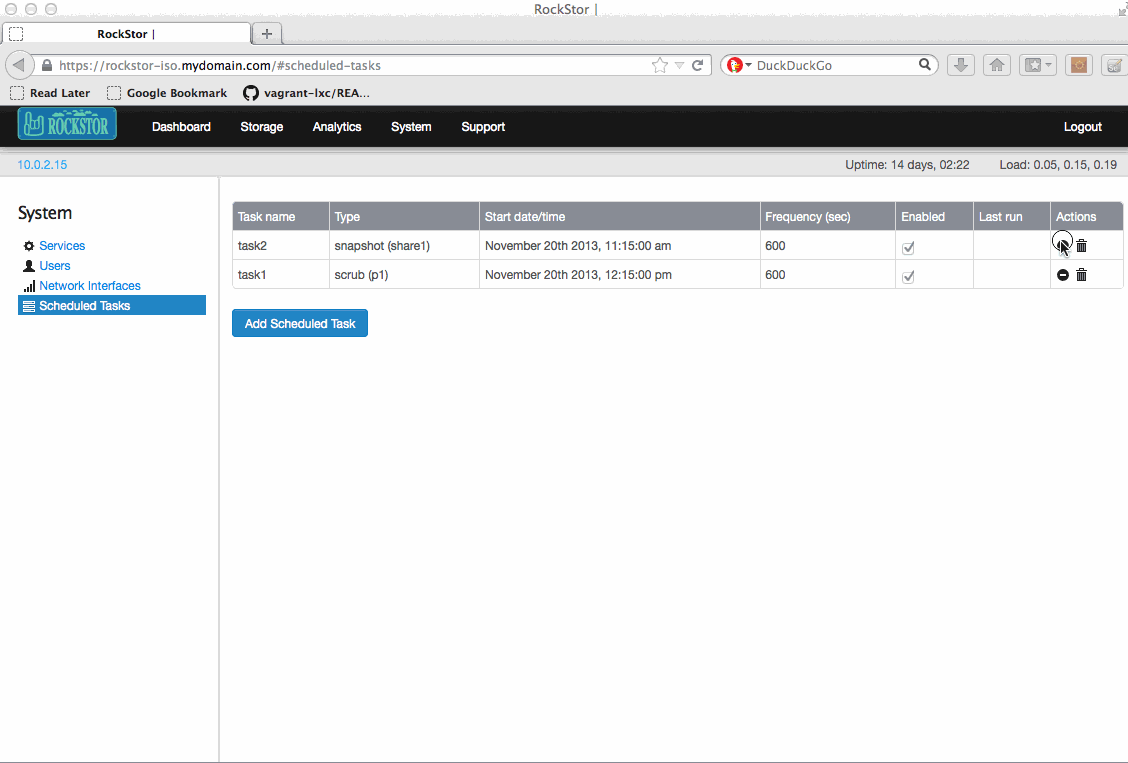 RockStor |
RockStor |
https://rockstor-iso.mydomain.com/#scheduled-tasks
DuckDuckGo
Read Later Google Bookmark vagrant-lxc/REA...
ROCKSTOR Dashboard Storage Analytics System Support Logout
10.0.2.15 Uptime: 14 days, 02:22 Load: 0.05, 0.15, 0.19
System
Services
Users
Network Interfaces
Scheduled Tasks
Task name Type Start date/time Frequency (sec) Enabled Last run Actions
task2 snapshot (share1) November 20th 2013, 11:15:00 am 600
task1 scrub (p1) November 20th 2013, 12:15:00 pm 600
Add Scheduled Task